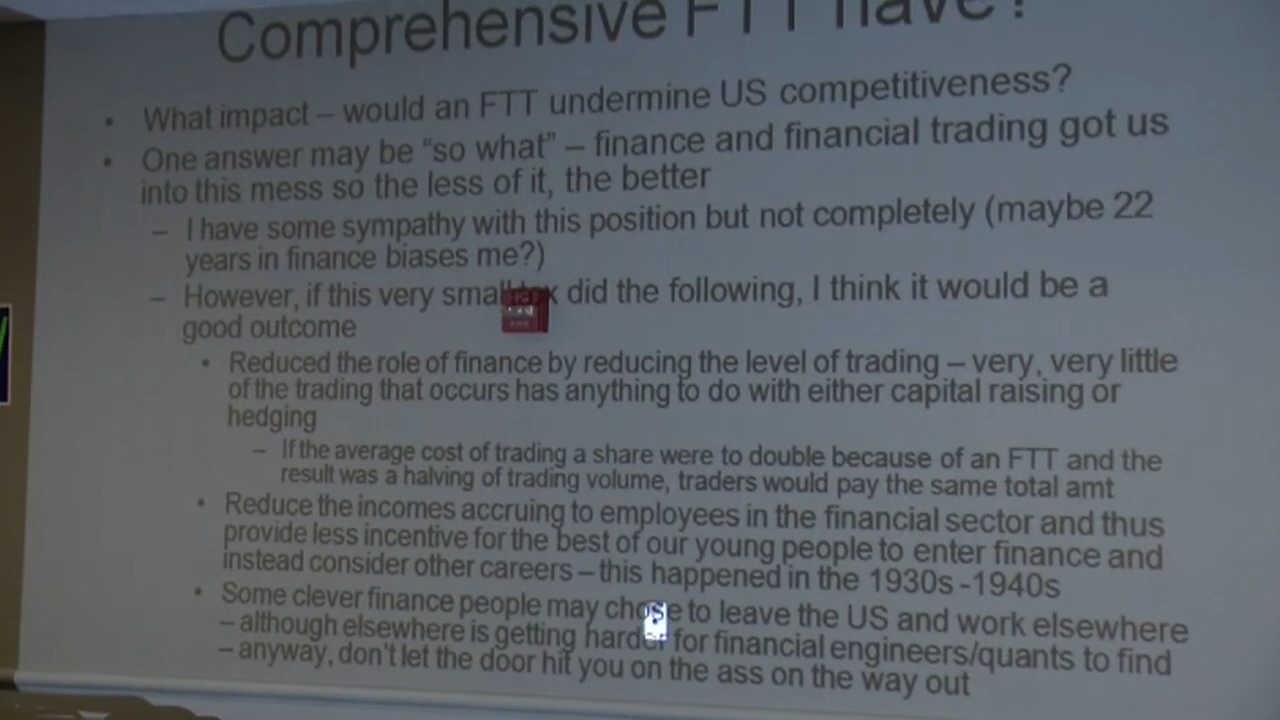 Comprehensive FTT have?
• What impact – would an FTT undermine US competitiveness?
• One answer may be “so what” – finance and financial trading got us
into this mess so the less of it, the better
– I have some sympathy with this position but not completely (maybe 22
years in finance biases me?)
– However, if this very small tax did the following, I think it would be a
good outcome
• Reduced the role of finance by reducing the level of trading – very, very little
of the trading that occurs has anything to do with either capital raising or
hedging
– If the average cost of trading a share were to double because of an FTT and the
result was a halving of trading volume, traders would pay the same total amt
• Reduce the incomes accruing to employees in the financial sector and thus
provide less incentive for the best of our young people to enter finance and
instead consider other careers – this happened in the 1930s -1940s
• Some clever finance people may chose to leave the US and work elsewhere
– although elsewhere is getting harder for financial engineers/quants to find
– anyway, don't let the door hit you on the ass on the way out